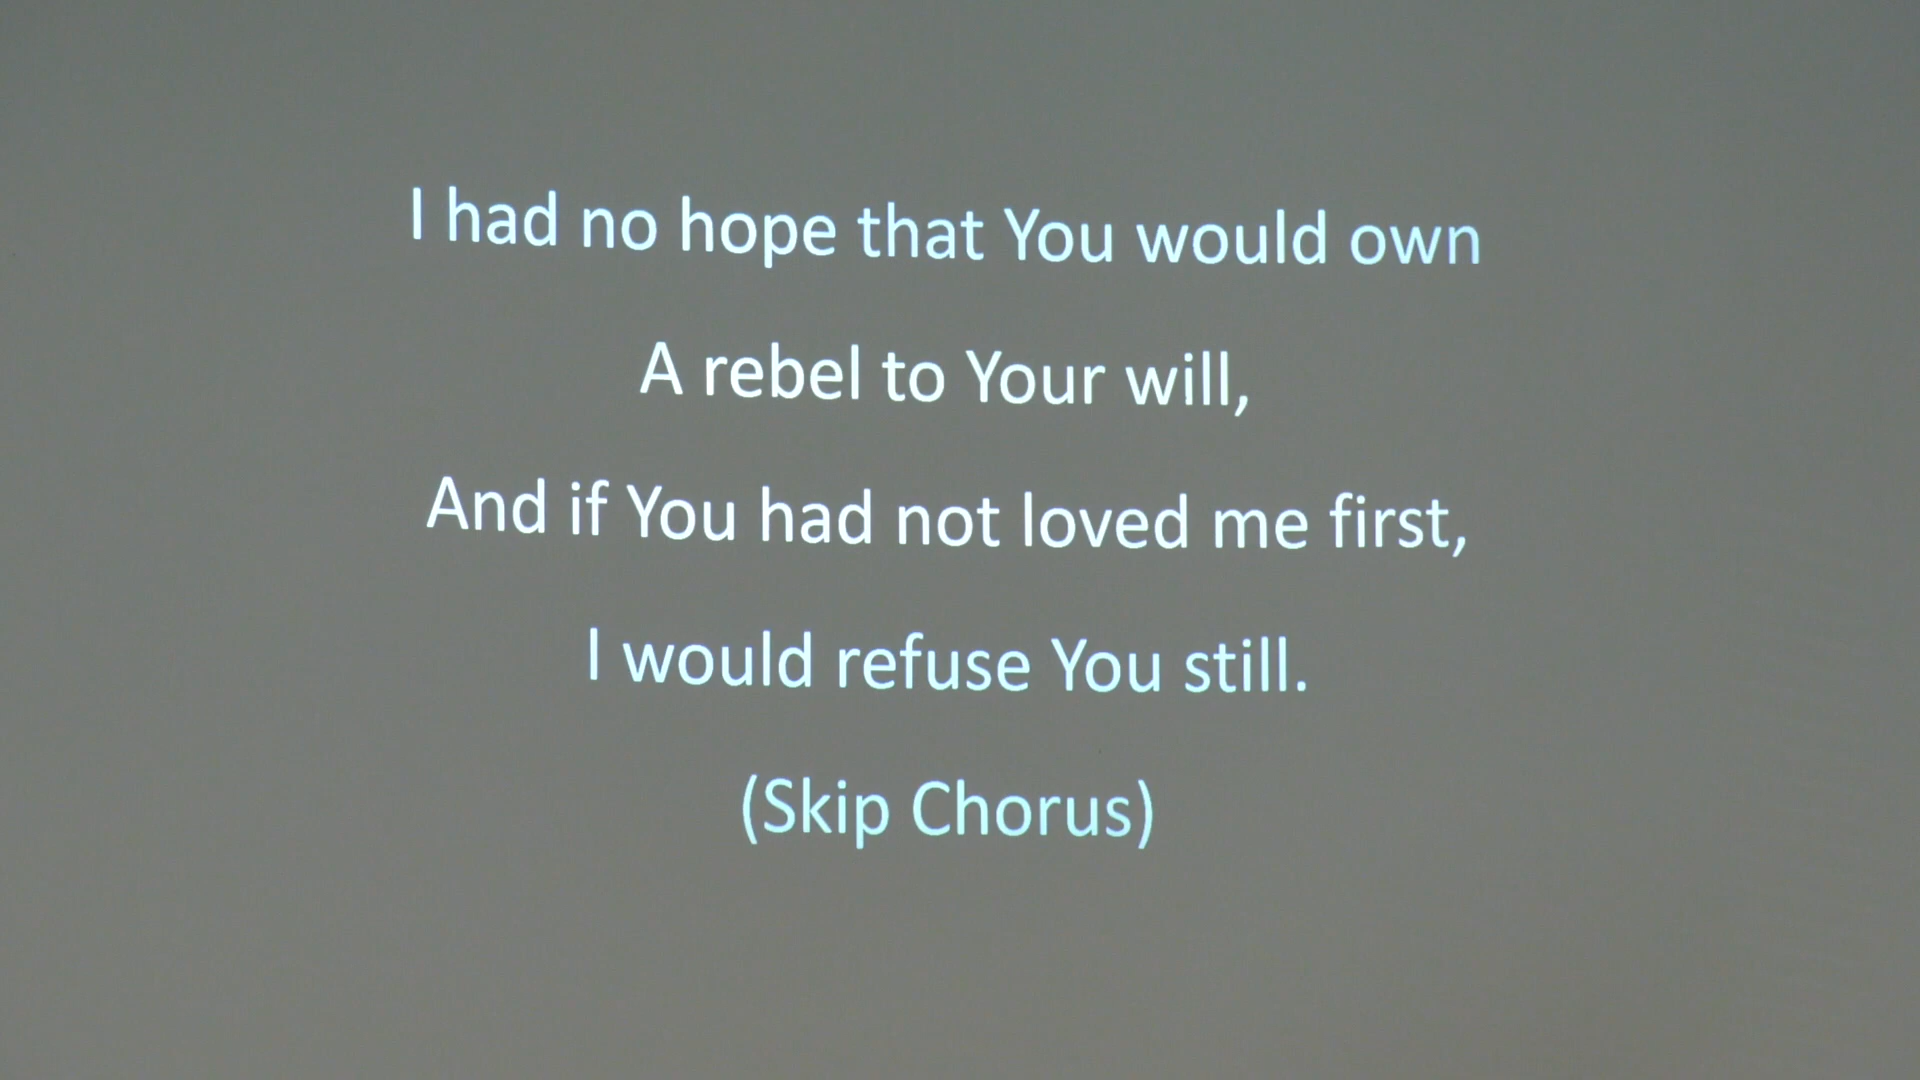 I had no hope that You would own
A rebel to Your will,
And if You had not loved me first,
I would refuse You still.
(Skip Chorus)